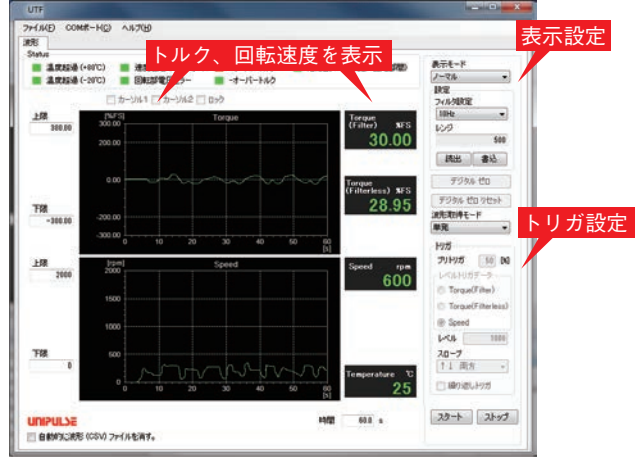 UTF
ファイル(F) COMポート(C) ヘルプ(H)
波形
Status
温度超過(+80℃)
温度超過(-20℃)
-オーバートルク
トルク、回転速度を表示
表示設定
トリガ設定
カーソル1 カーソル2 ロック
上限
300.00
下限
-300.00
[%FS]
Torque
300.00
200.00
0.00
-200.00
-300.00
0 10 20 30 40 50 60
[s]
Torque
(Filter) %FS
30.00
Torque
(Filterless) %FS
28.95
上限
2000
下限
0
[rpm]
Speed
2000
1500
1000
500
0
0 10 20 30 40 50 60
[s]
Speed rpm
600
Temperature ℃
25
表示モード
ノーマル
設定
フィルタ設定
10Hz
レンジ
500
読出 書込
デジタル ゼロ
デジタル ゼロ リセット
波形取得モード
単発
トリガ
プリトリガ 50 [%]
レベルトリガデータ
Torque(Filter)
Torque(Filterless)
Speed
レベル 1000
スロープ
↑↓ 両方
繰り返しトリガ
スタート ストップ
UNIPULSE
時間 60.0 s
自動的に波形 (CSV) ファイルを消す。